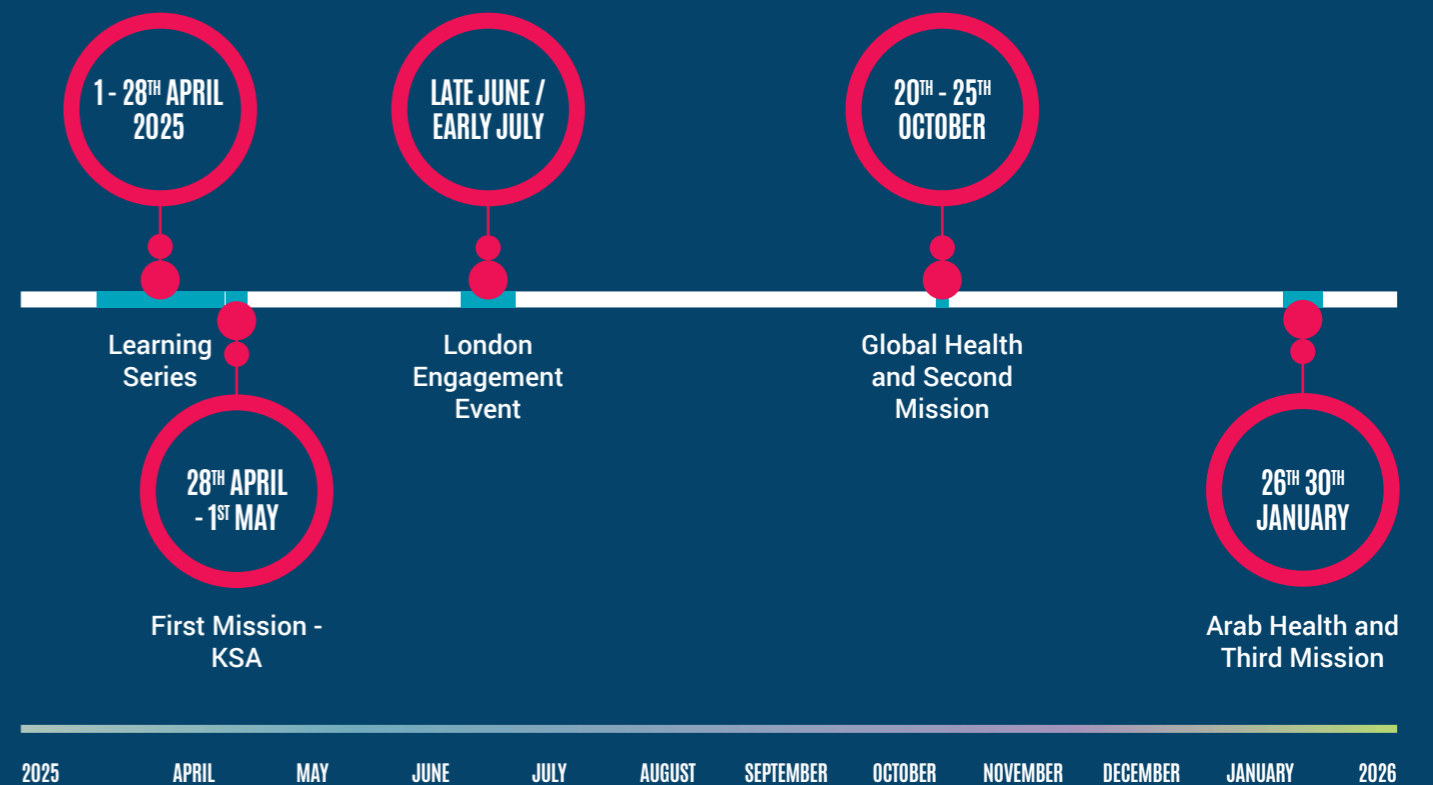 1 - 28TH APRIL
2025
LATE JUNE /
EARLY JULY
20TH - 25TH
OCTOBER
Learning
Series
London
Engagement
Event
Global Health
and Second
Mission
28TH APRIL
- 1ST MAY
26TH 30TH
JANUARY
First Mission -
KSA
Arab Health and
Third Mission
2025 APRIL MAY JUNE JULY AUGUST SEPTEMBER OCTOBER NOVEMBER DECEMBER JANUARY 2026